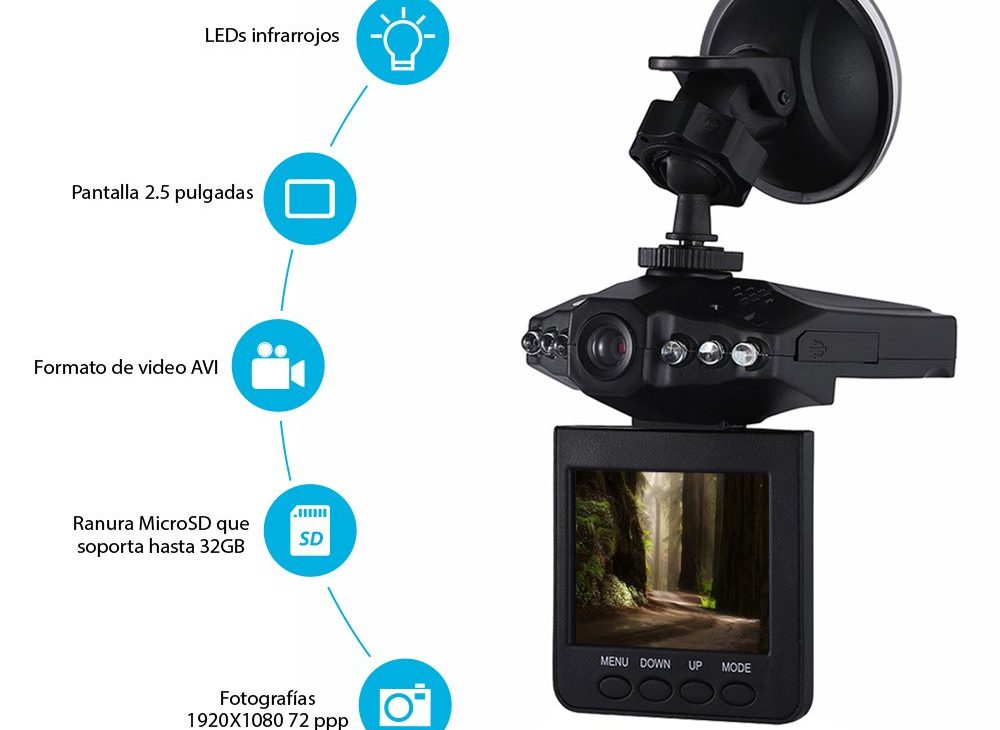 LEDs infrarrojos
Pantalla 2.5 pulgadas
Formato de video AVI
Ranura MicroSD que
soporta hasta 32GB
SD
Fotografías
1920X1080 72 ppp
MENU DOWN UP MODE